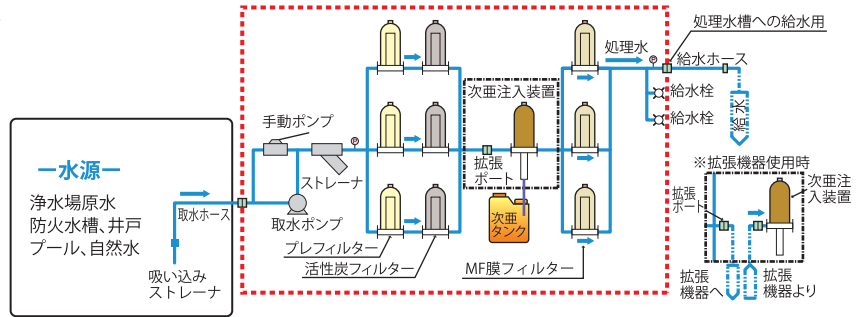 ー水源ー
浄水場原水
防火水槽、井戸
プール、自然水
取水ホース
吸い込み
ストレーナ
手動ポンプ
P
ストレーナ
取水ポンプ
プレフィルター
活性炭フィルター
次亜注入装置
拡張
ポート
次亜
タンク
MF膜フィルター
処理水
P
処理水槽への給水用
給水ホース
給水栓
給水栓
給水
※拡張機器使用時
拡張
ポート
次亜注
入装置
拡張
機器へ
拡張
機器より